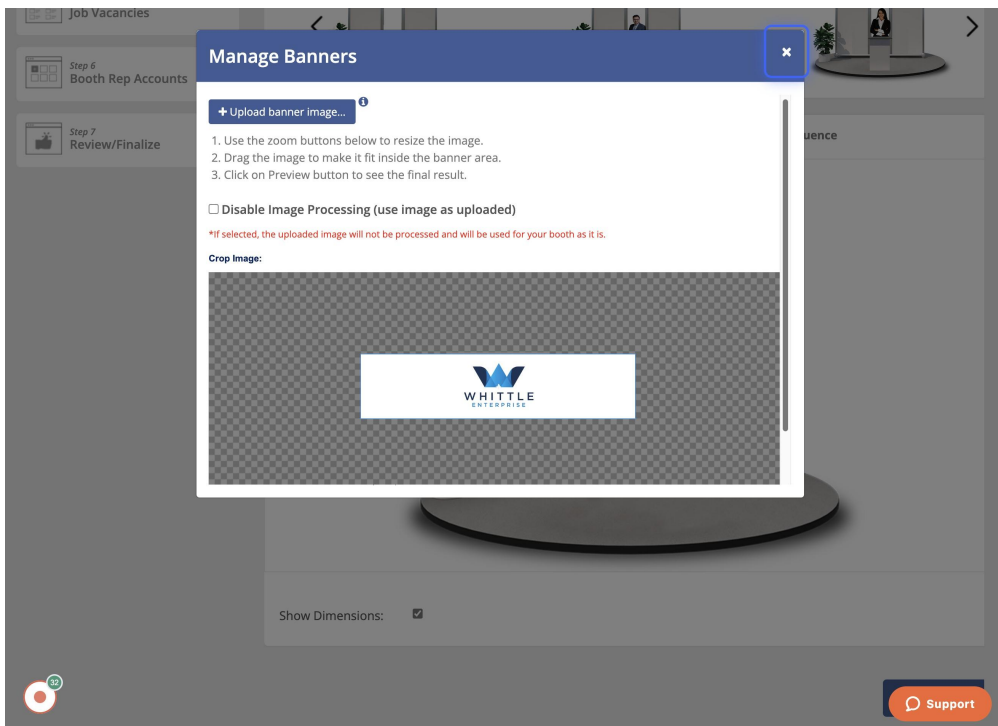 Job Vacancies
Step 6
Booth Rep Accounts
Step 7
Review/Finalize
Manage Banners
×
+ Upload banner image...
1. Use the zoom buttons below to resize the image.
2. Drag the image to make it fit inside the banner area.
3. Click on Preview button to see the final result.
Disable Image Processing (use image as uploaded)
*If selected, the uploaded image will not be processed and will be used for your booth as it is.
Crop Image:
WHITTLE
ENTERPRISE
uence
Show Dimensions:
32
Support